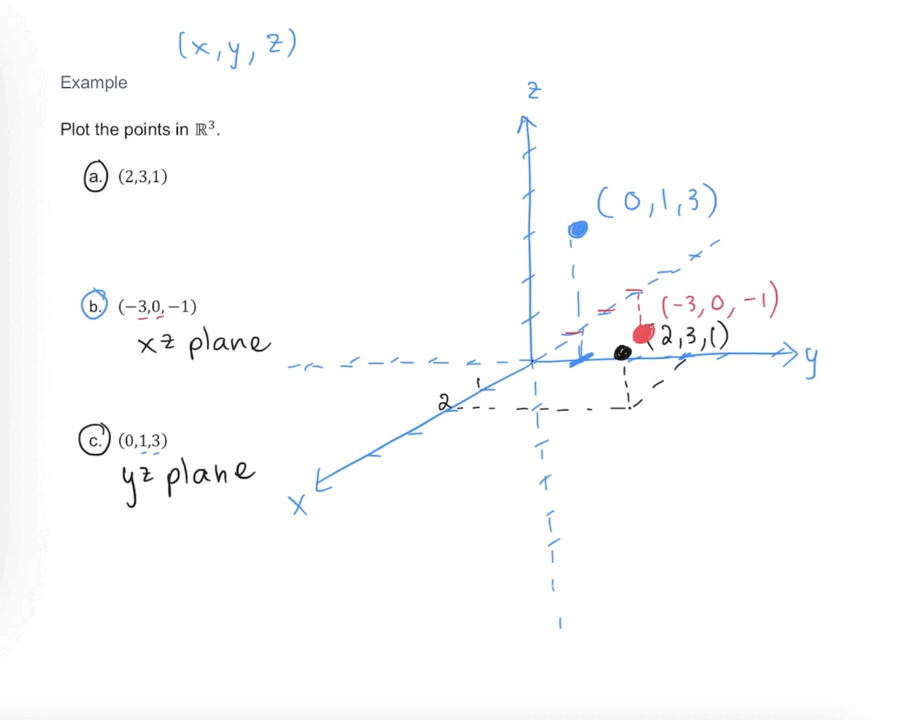 (x, y, z)
Example
Plot the points in ℝ³.
a. (2,3,1)
b. (−3,0,−1)
xz plane
c. (0,1,3)
yz plane
z
(0,1,3)
(-3, 0, -1)
(2,3,1)
y
1
2
x